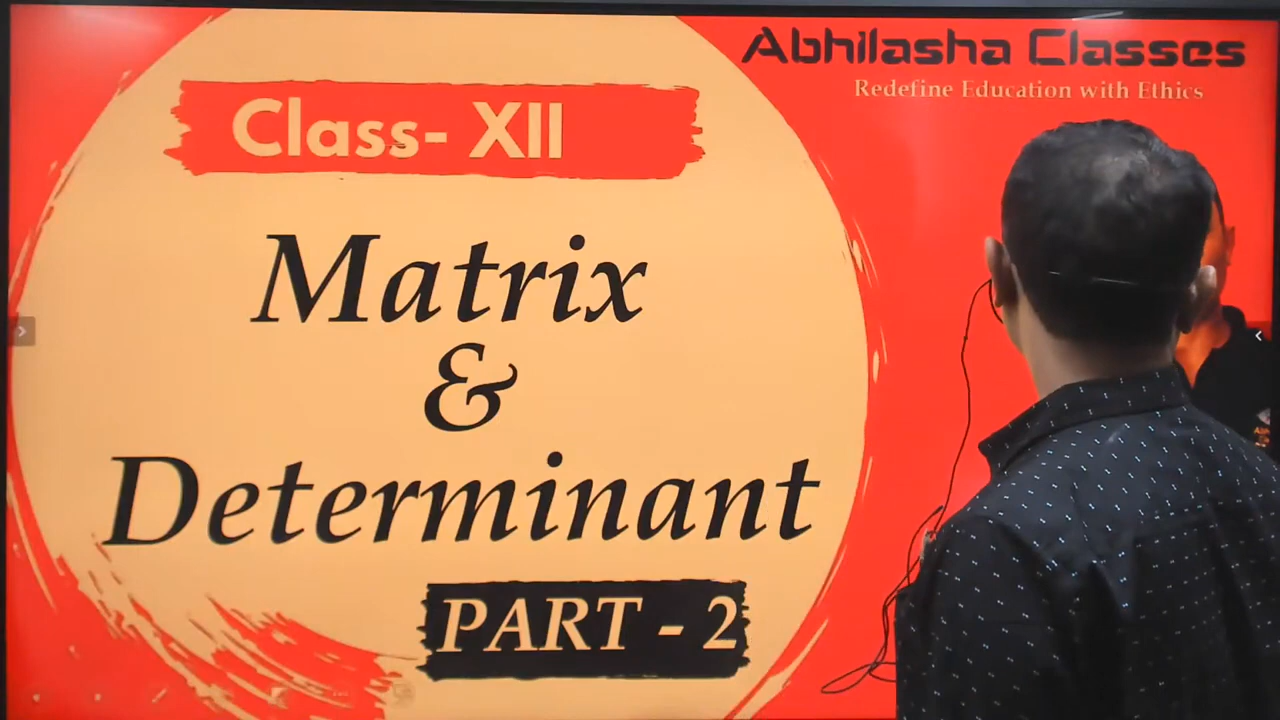 Abhilasha Classes
Redefine Education with Ethics
Class- XII
Matrix
&
Determinant
PART - 2